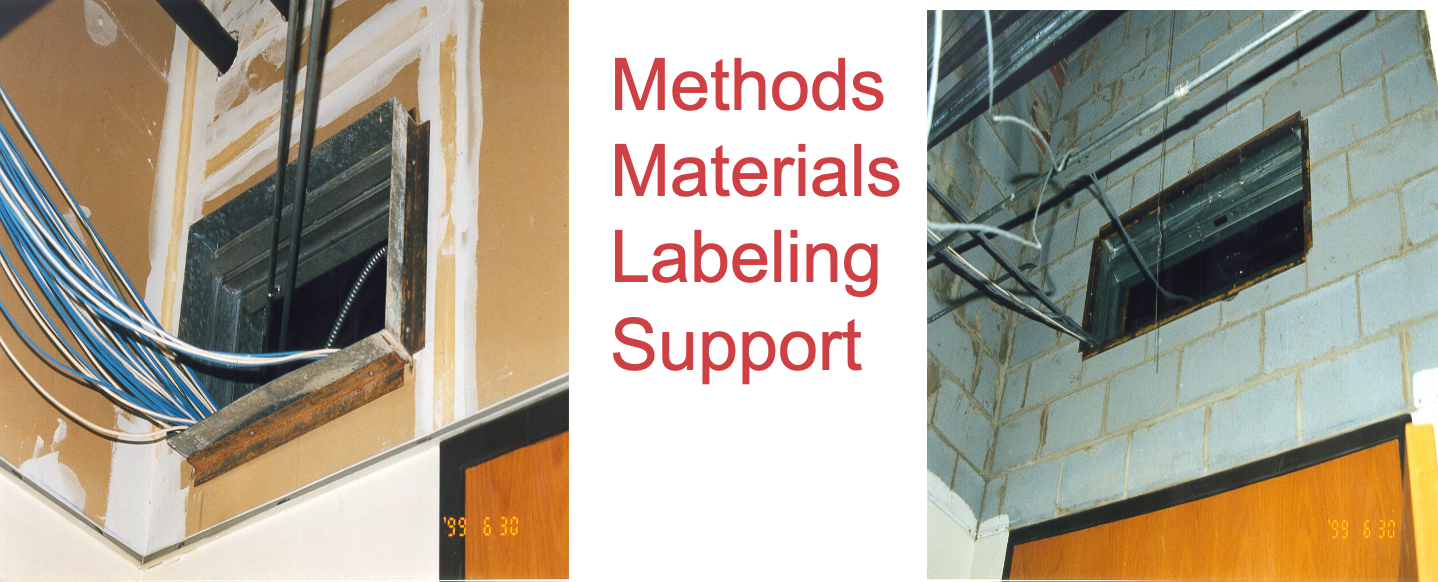 Methods
Materials
Labeling
Support
'99 6 30
'99 6 30